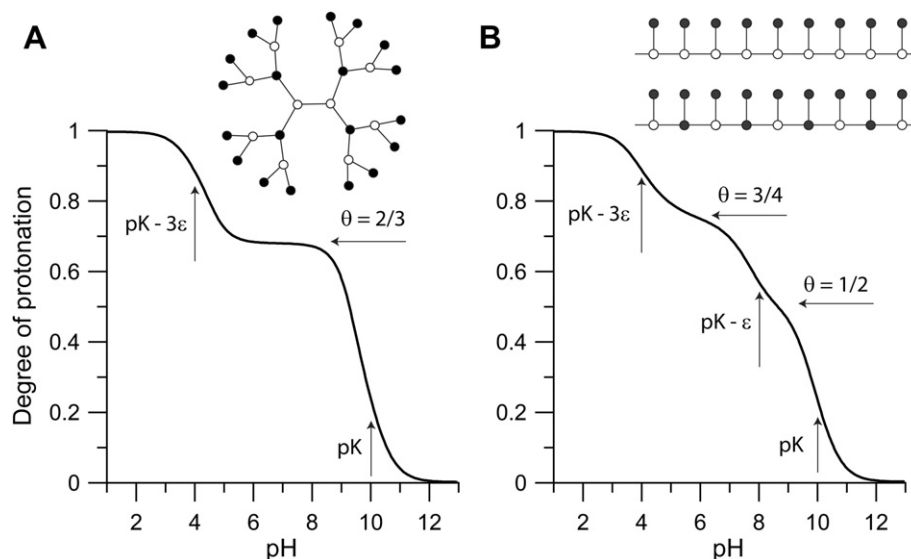 A
B
1
0.8
0.6
0.4
0.2
0
Degree of protonation
pK - 3ε
θ = 2/3
pK
2 4 6 8 10 12
pH
1
0.8
0.6
0.4
0.2
0
θ = 3/4
pK - 3ε
θ = 1/2
pK - ε
pK
2 4 6 8 10 12
pH